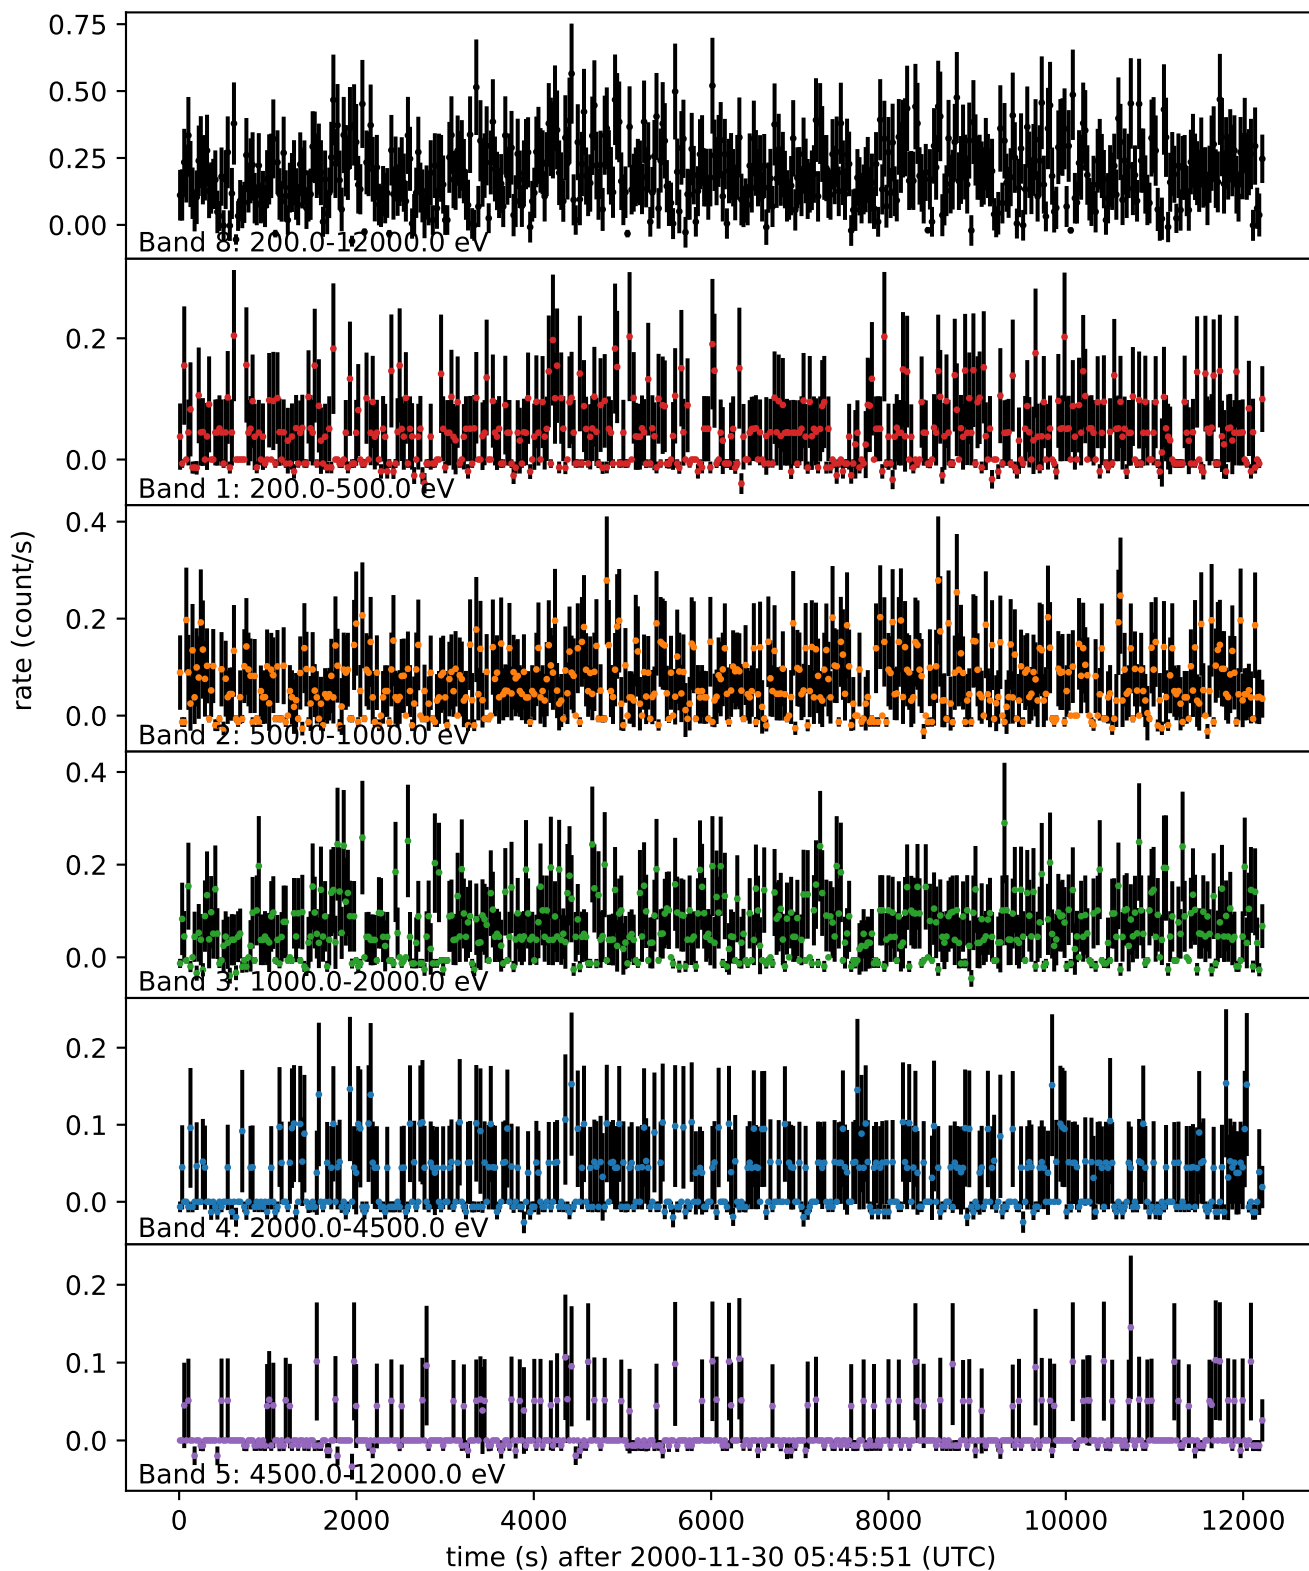 0.75
0.50
0.25
0.00
Band 8: 200.0-12000.0 eV
0.2
0.0
Band 1: 200.0-500.0 eV
0.4
0.2
0.0
Band 2: 500.0-1000.0 eV
rate (count/s)
0.4
0.2
0.0
Band 3: 1000.0-2000.0 eV
0.2
0.1
0.0
Band 4: 2000.0-4500.0 eV
0.2
0.1
0.0
Band 5: 4500.0-12000.0 eV
0 2000 4000 6000 8000 10000 12000
time (s) after 2000-11-30 05:45:51 (UTC)